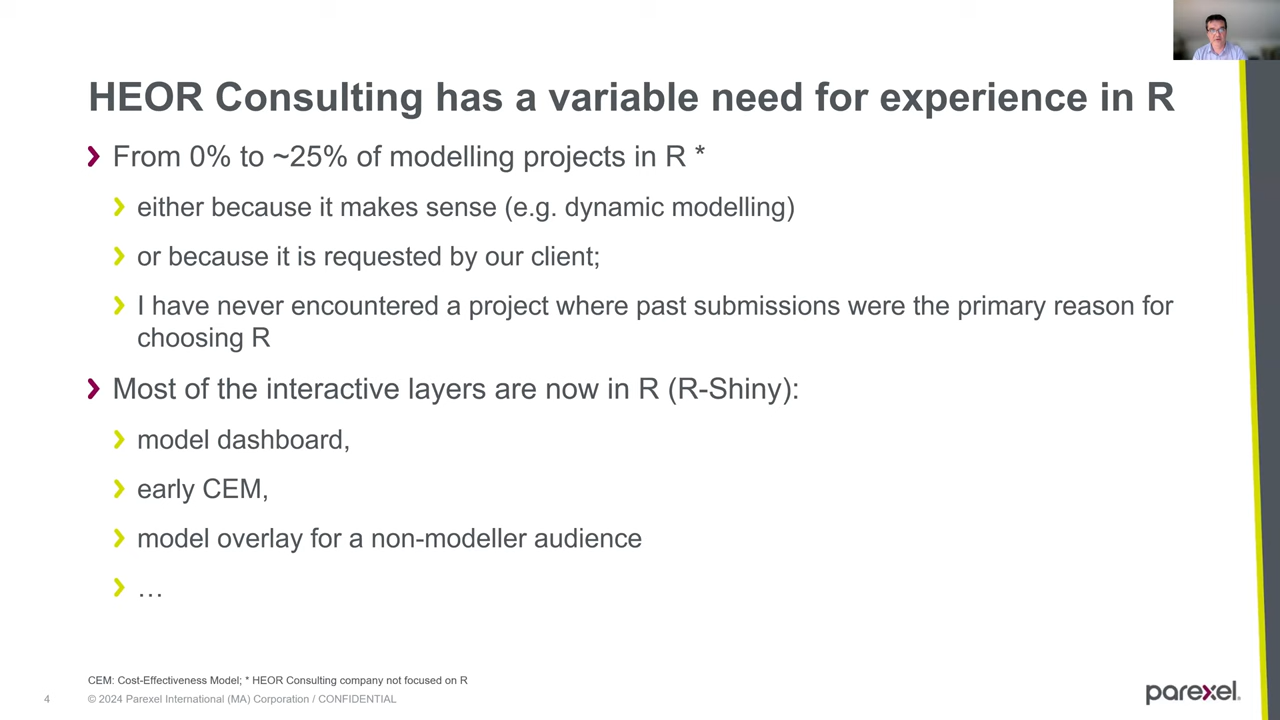 HEOR Consulting has a variable need for experience in R
From 0% to ~25% of modelling projects in R *
either because it makes sense (e.g. dynamic modelling)
or because it is requested by our client;
I have never encountered a project where past submissions were the primary reason for
choosing R
Most of the interactive layers are now in R (R-Shiny):
model dashboard,
early CEM,
model overlay for a non-modeller audience
…
CEM: Cost-Effectiveness Model; * HEOR Consulting company not focused on R
4 © 2024 Parexel International (MA) Corporation / CONFIDENTIAL
parexel.